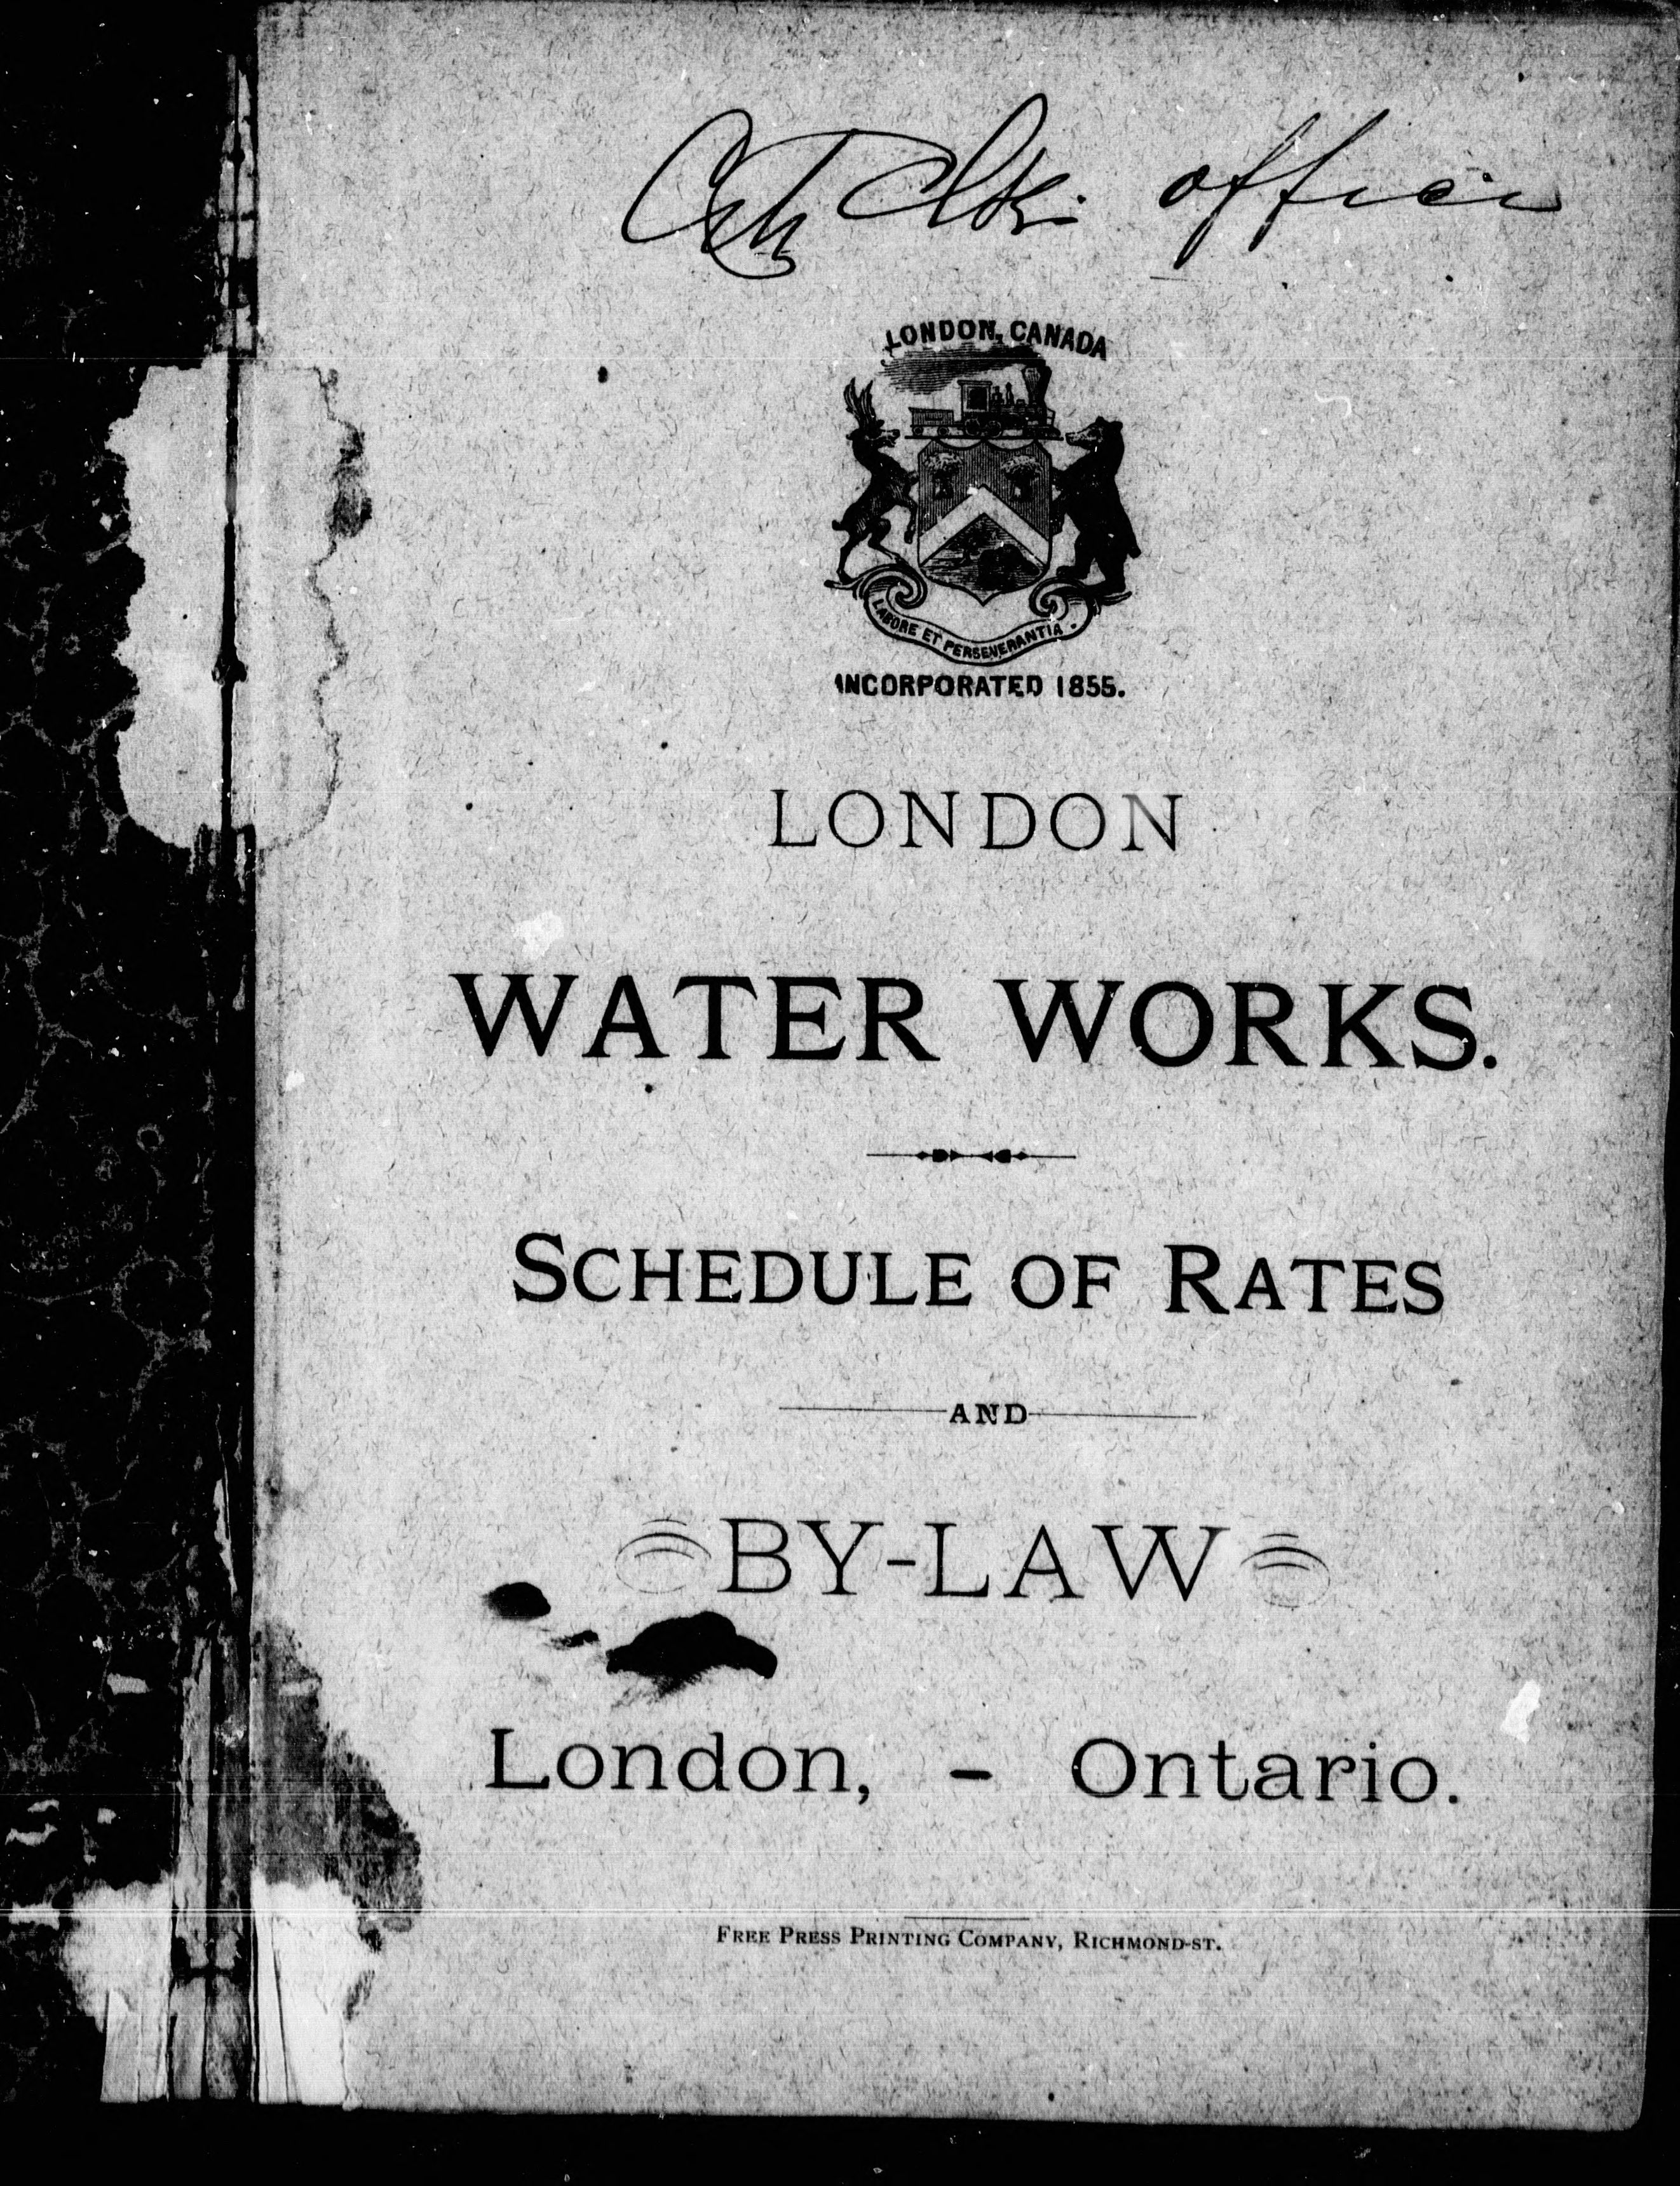 office
LONDON, CANADA
LABORE ET PERSEVERANTIA.
INCORPORATED 1855.
LONDON
WATER WORKS.
SCHEDULE OF RATES
AND
BY-LAW
London, - Ontario.
FREE PRESS PRINTING COMPANY, RICHMOND-ST.